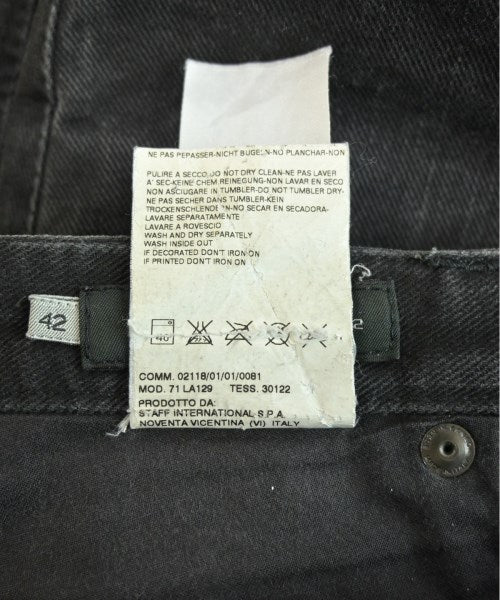 NE PAS REPASSER-NICHT BUGELN-NO PLANCHAR-NON
PULIRE A SECCO, DO NOT DRY CLEAN-NE PAS LAVER
A' SEC-KEINE CHEM.REINEGUNG-NON LAVAR EN SECO
NON ASCIUGARE IN TUMBLER-DO NOT TUMBLE DRY-
NE PAS SECHER DANS TUMBLER-KEIN
TROCKENSCHLENDEN-NO SECAR EN SECADORA-
LAVARE SEPARATAMENTE
LAVARE A ROVESCIO
WASH AND DRY SEPARATELY
WASH INSIDE OUT
IF DECORATED DON'T IRON ON
IF PRINTED DON'T IRON ON
42
2
40
COMM. 02118/01/01/0081
MOD. 71 LA129 TESS. 30122
PRODOTTO DA:
STAFF INTERNATIONAL S.P.A.
NOVENTA VICENTINA (VI) ITALY